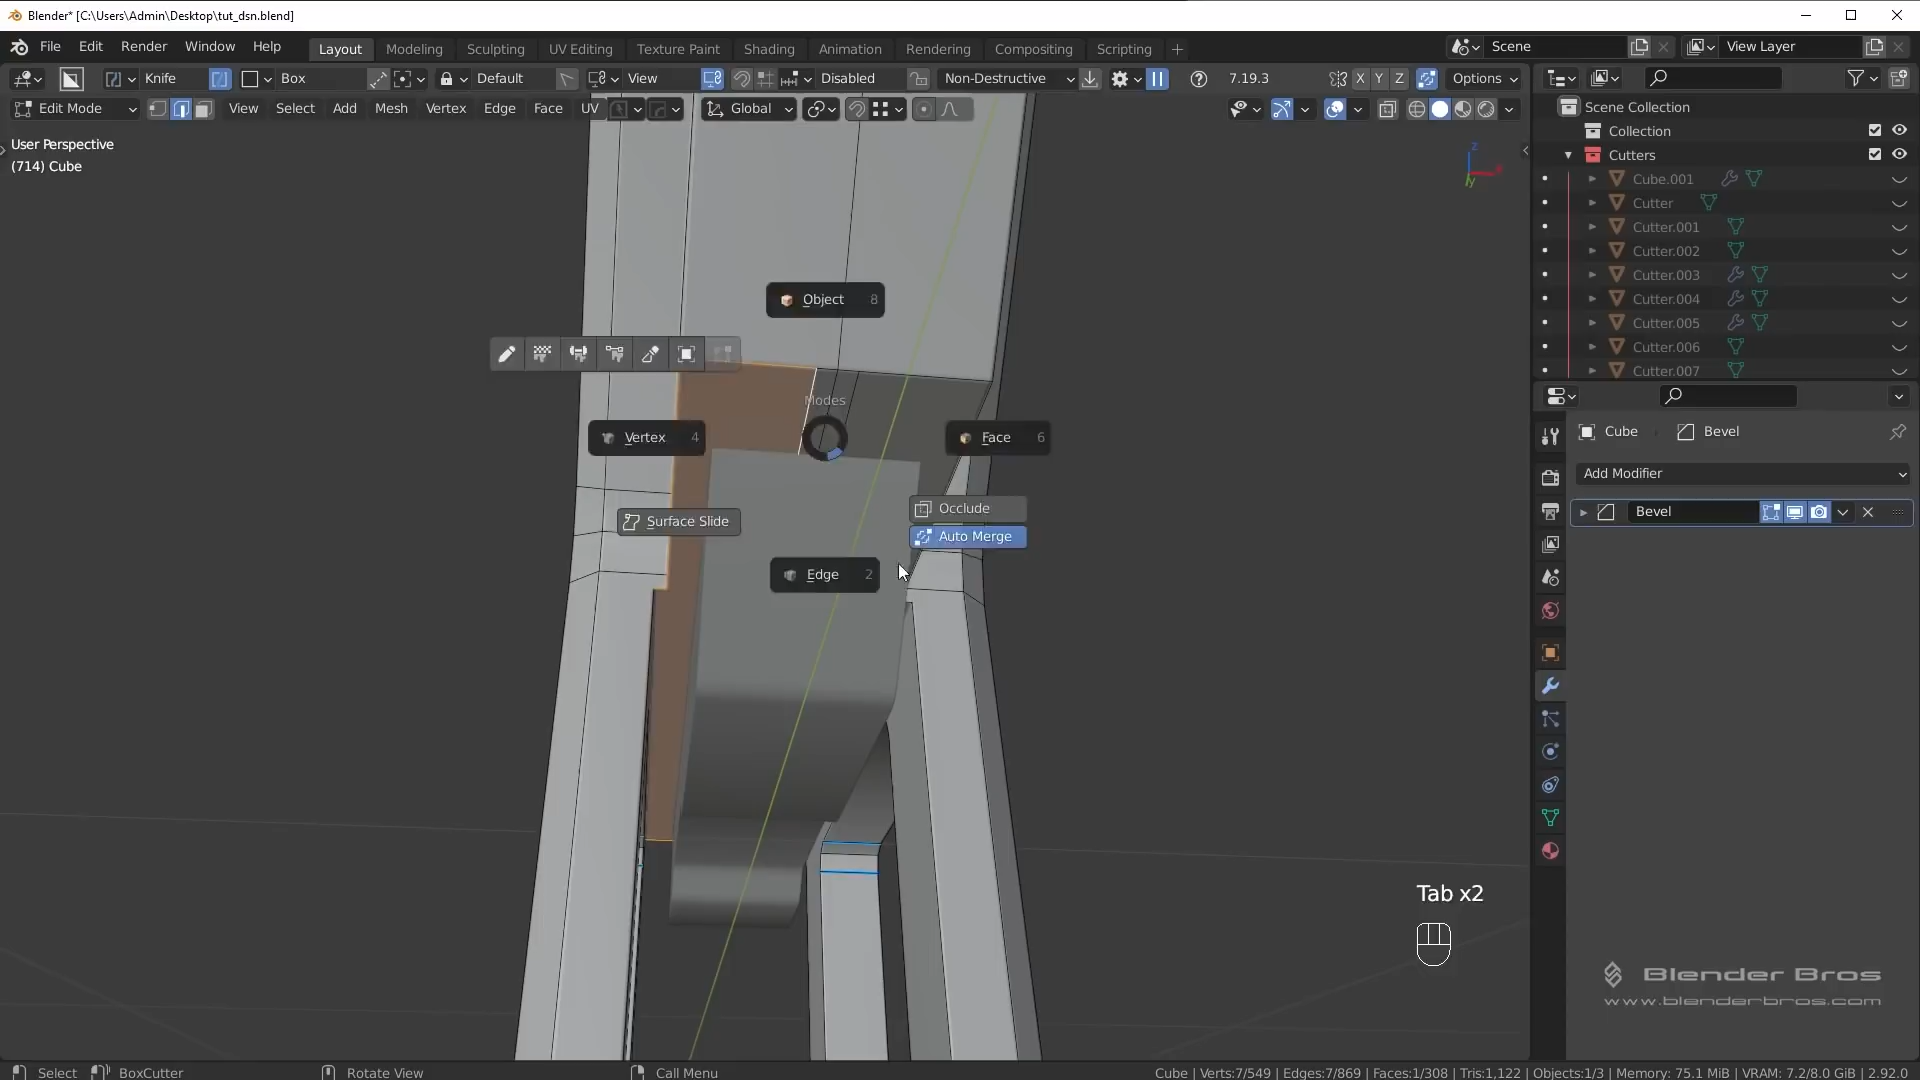 Blender* [C:\Users\Admin\Desktop\tut_dsn.blend]
File Edit Render Window Help Layout Modeling Sculpting UV Editing Texture Paint Shading Animation Rendering Compositing Scripting + Scene View Layer
Knife Box Default View Disabled Non-Destructive 7.19.3 X Y Z Options
Edit Mode View Select Add Mesh Vertex Edge Face UV Global
User Perspective
(714) Cube
Z
Y
Scene Collection
Collection
Cutters
Cube.001
Cutter
Cutter.001
Cutter.002
Cutter.003
Cutter.004
Cutter.005
Cutter.006
Cutter.007
Cube Bevel
Add Modifier
Bevel
Object 8
Modes
Vertex 4
Face 6
Occlude
Surface Slide
Auto Merge
Edge 2
Tab x2
Blender Bros
www.blenderbros.com
Select BoxCutter Rotate View Call Menu Cube | Verts:7/549 | Edges:7/869 | Faces:1/308 | Tris:1,122 | Objects:1/3 | Memory: 75.1 MiB | VRAM: 7.2/8.0 GiB | 2.92.0